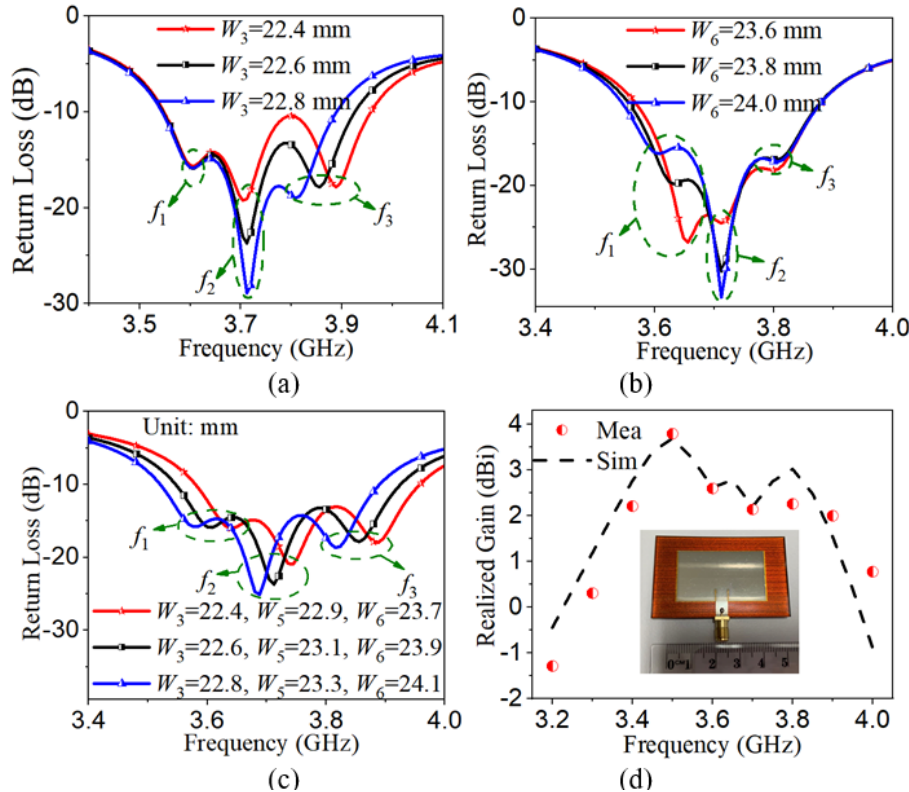 0
W3=22.4 mm
W3=22.6 mm
W3=22.8 mm
-10
-20
-30
Return Loss (dB)
f1
f2
f3
3.5
3.7
3.9
4.1
Frequency (GHz)
(a)
0
W6=23.6 mm
W6=23.8 mm
W6=24.0 mm
-10
-20
-30
Return Loss (dB)
f1
f2
f3
3.4
3.6
3.8
4.0
Frequency (GHz)
(b)
0
Unit: mm
-10
-20
-30
Return Loss (dB)
f1
f2
f3
W3=22.4, W5=22.9, W6=23.7
W3=22.6, W5=23.1, W6=23.9
W3=22.8, W5=23.3, W6=24.1
3.4
3.6
3.8
4.0
Frequency (GHz)
(c)
4
3
2
1
0
-1
-2
Realized Gain (dBi)
Mea
Sim
0cm1 2 3 4 5
3.2
3.4
3.6
3.8
4.0
Frequency (GHz)
(d)